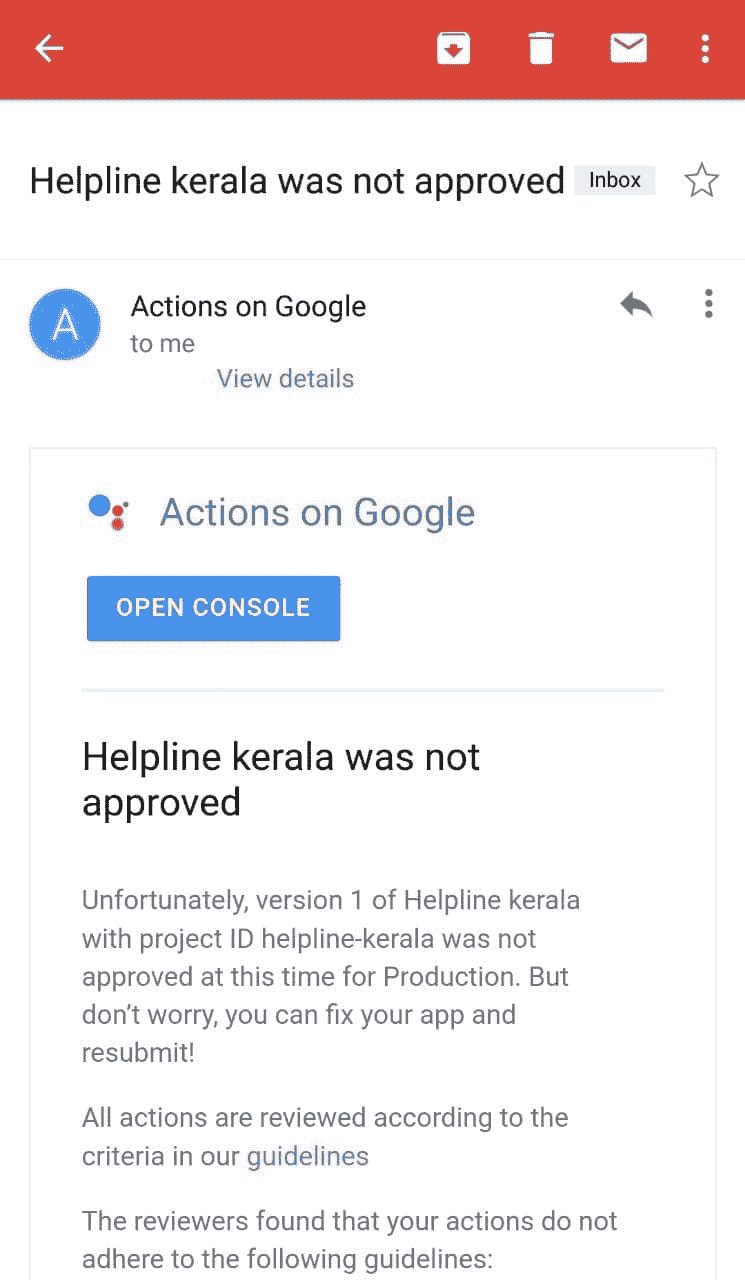 Helpline kerala was not approved Inbox
A
Actions on Google
to me
View details
Actions on Google
OPEN CONSOLE
Helpline kerala was not
approved
Unfortunately, version 1 of Helpline kerala
with project ID helpline-kerala was not
approved at this time for Production. But
don’t worry, you can fix your app and
resubmit!
All actions are reviewed according to the
criteria in our guidelines
The reviewers found that your actions do not
adhere to the following guidelines: